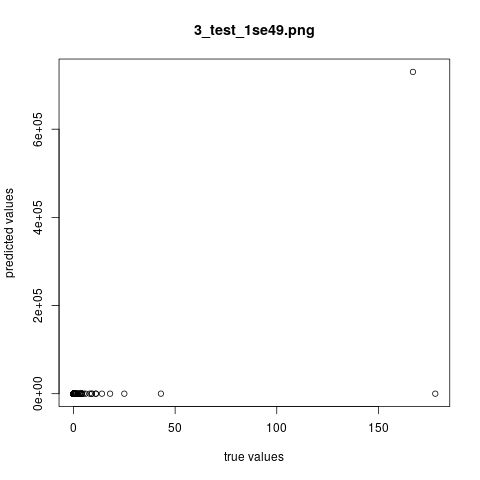 3_test_1se49.png
predicted values
6e+05
4e+05
2e+05
0e+00
0 50 100 150
true values